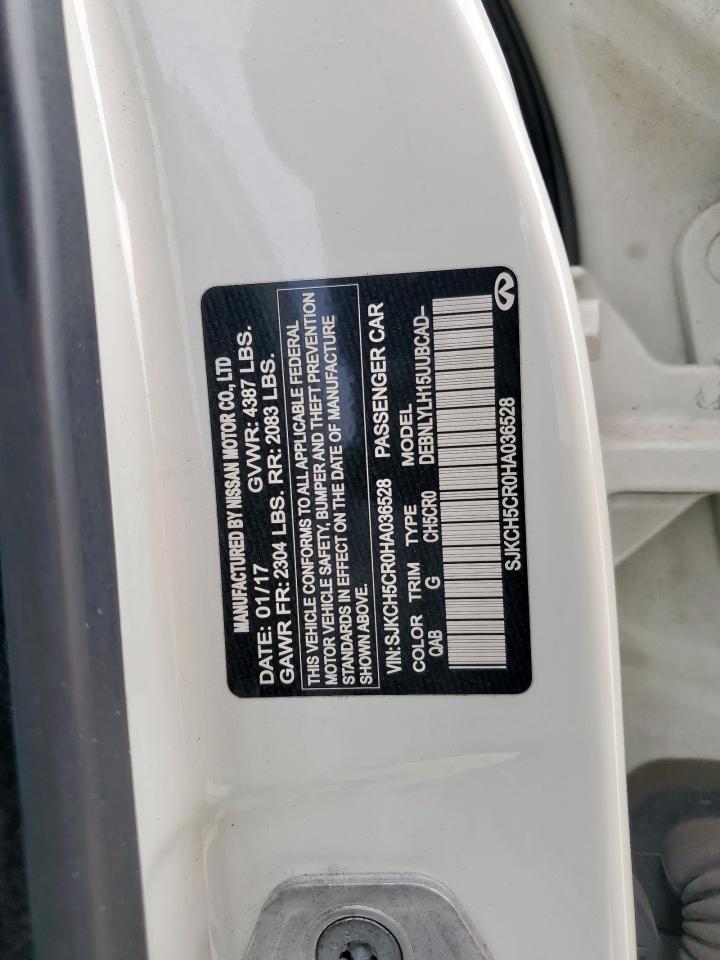 MANUFACTURED BY NISSAN MOTOR CO., LTD
DATE: 01/17 GVWR: 4387 LBS.
GAWR FR: 2304 LBS. RR: 2083 LBS.
THIS VEHICLE CONFORMS TO ALL APPLICABLE FEDERAL
MOTOR VEHICLE SAFETY, BUMPER AND THEFT PREVENTION
STANDARDS IN EFFECT ON THE DATE OF MANUFACTURE
SHOWN ABOVE.
VIN:SJKCH5CR0HA036528 PASSENGER CAR
COLOR TRIM TYPE MODEL
QAB G CH5CR0 DEBNLYLH15UUBCAD-
SJKCH5CR0HA036528